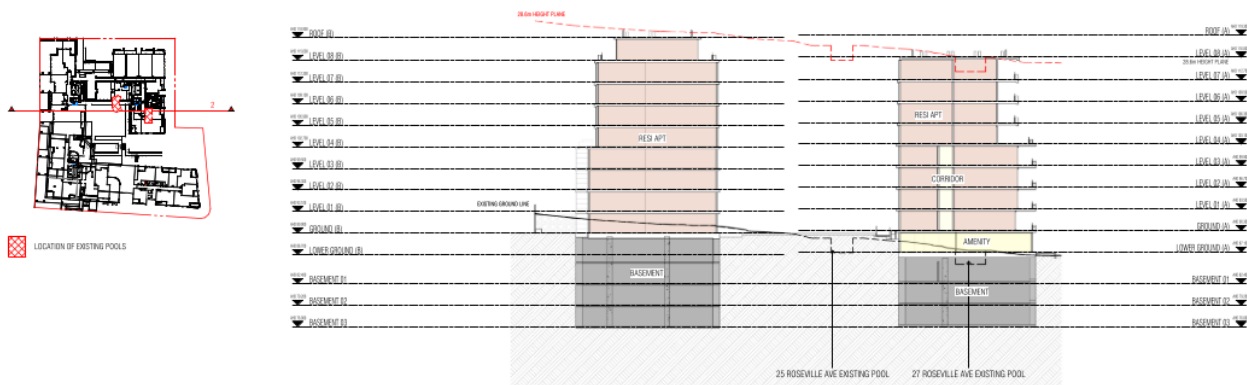 2
LOCATION OF EXISTING POOLS
28.6m HEIGHT PLANE
ROOF (B)
LEVEL 08 (B)
LEVEL 07 (B)
LEVEL 06 (B)
LEVEL 05 (B)
LEVEL 04 (B)
LEVEL 03 (B)
LEVEL 02 (B)
LEVEL 01 (B)
GROUND (B)
LOWER GROUND (B)
BASEMENT 01
BASEMENT 02
BASEMENT 03
EXISTING GROUND LINE
RESI APT
BASEMENT
RESI APT
CORRIDOR
AMENITY
BASEMENT
25 ROSEVILLE AVE EXISTING POOL
27 ROSEVILLE AVE EXISTING POOL
ROOF (A)
LEVEL 08 (A)
28.6m HEIGHT PLANE
LEVEL 07 (A)
LEVEL 06 (A)
LEVEL 05 (A)
LEVEL 04 (A)
LEVEL 03 (A)
LEVEL 02 (A)
LEVEL 01 (A)
GROUND (A)
LOWER GROUND (A)
BASEMENT 01
BASEMENT 02
BASEMENT 03